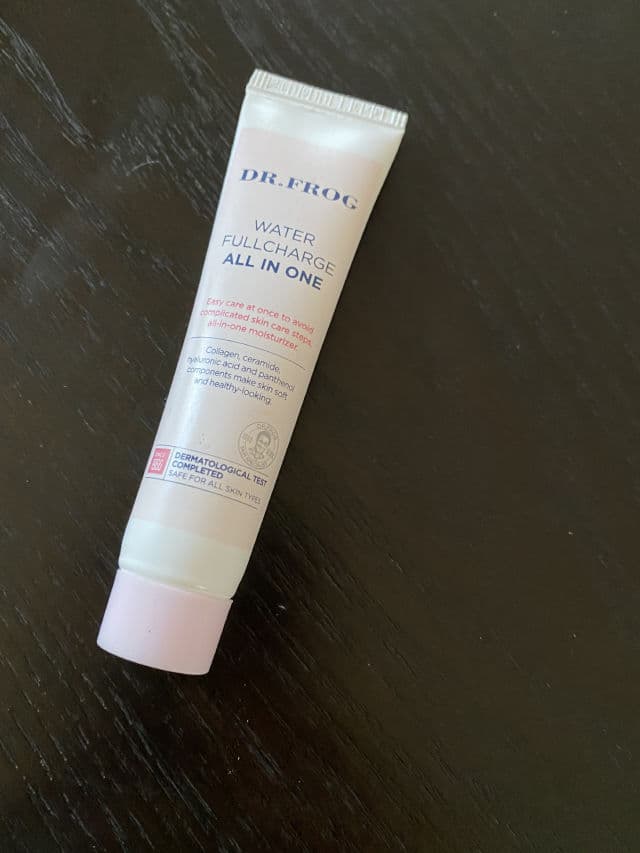 DR.FROG
WATER
FULLCHARGE
ALL IN ONE
Easy care at once to avoid
complicated skin care steps,
all-in-one moisturizer.
Collagen, ceramide,
hyaluronic acid and panthenol
components make skin soft
and healthy-looking.
DERMATOLOGICAL TEST
COMPLETED
SAFE FOR ALL SKIN TYPES